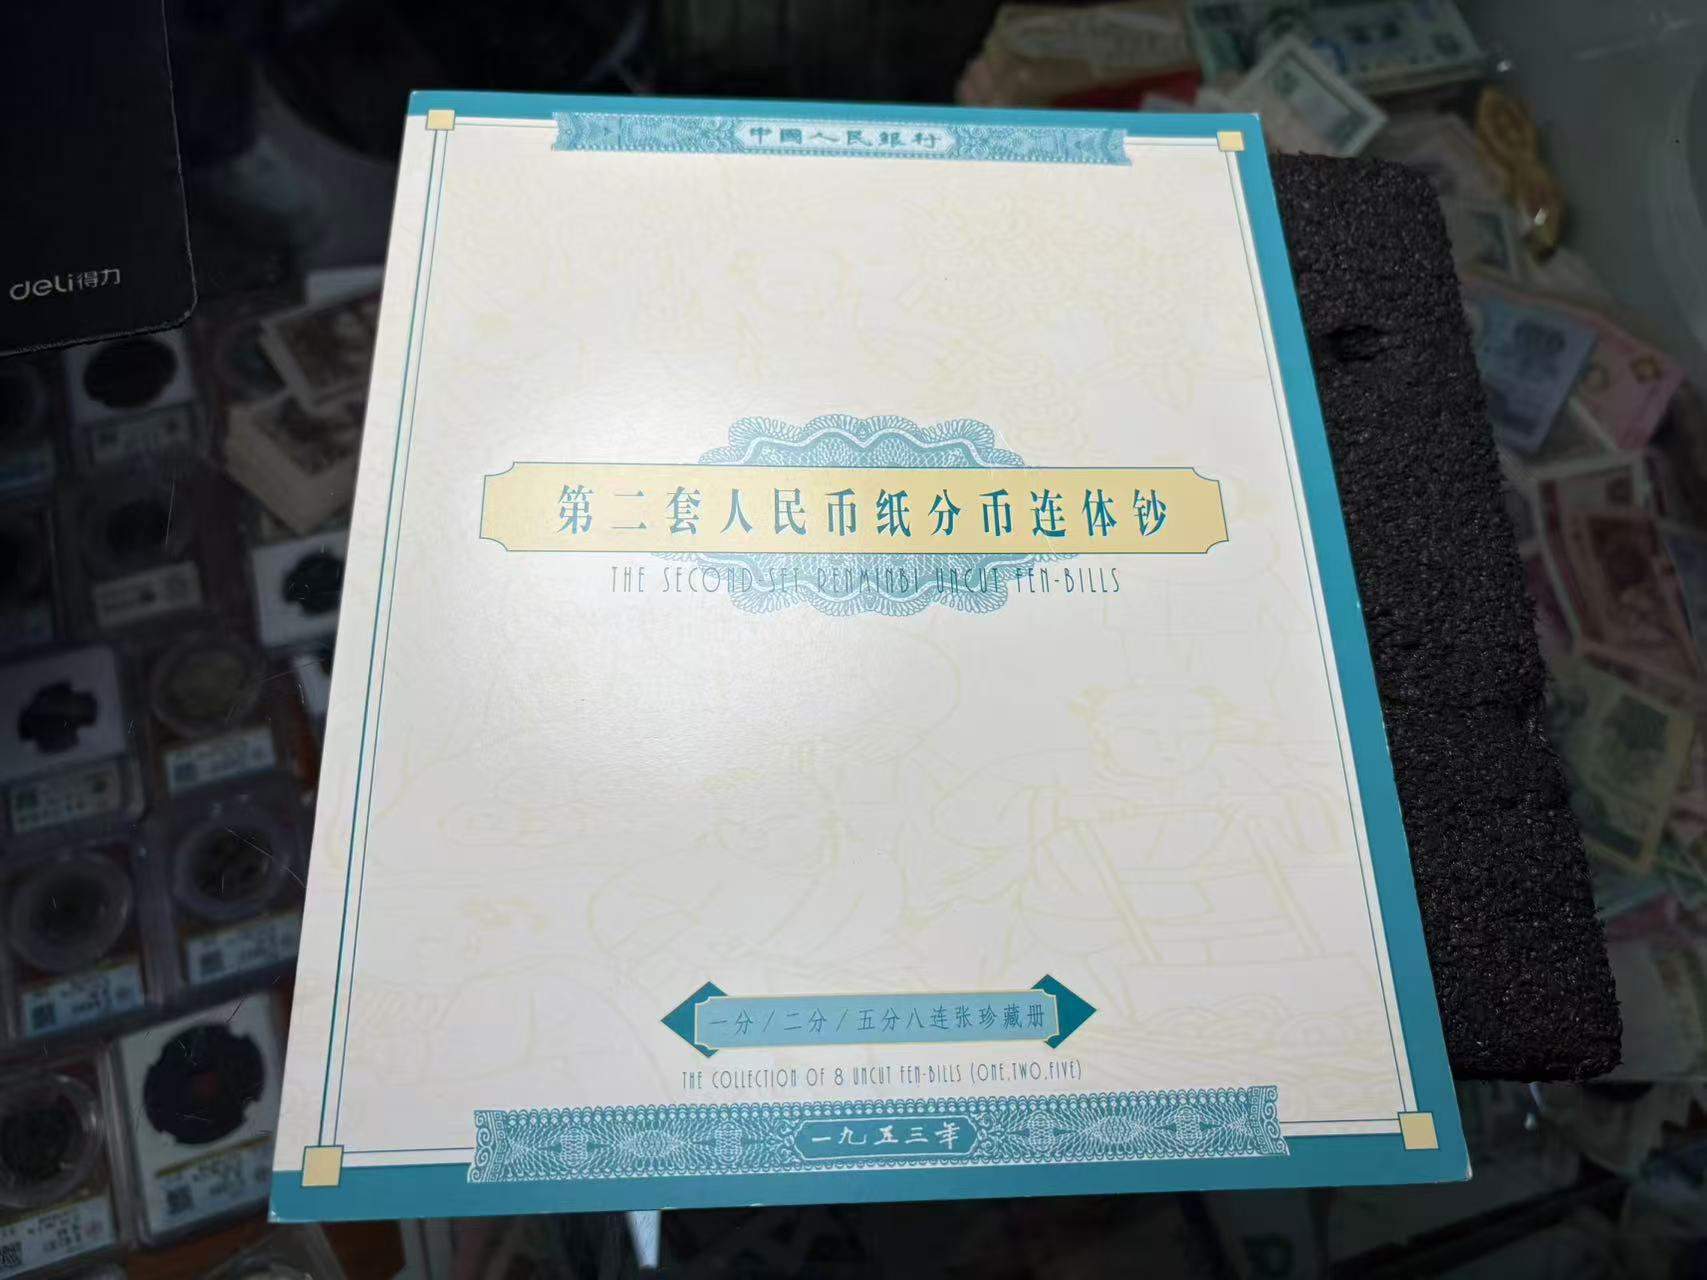 中國人民銀行
deli得力
第二套人民币纸分币连体钞
THE SECOND-SET RENMINBI UNCUT FEN-BILLS
一分/二分/五分八连张珍藏册
THE COLLECTION OF 8 UNCUT FEN-BILLS (ONE,TWO,FIVE)
一九五三年